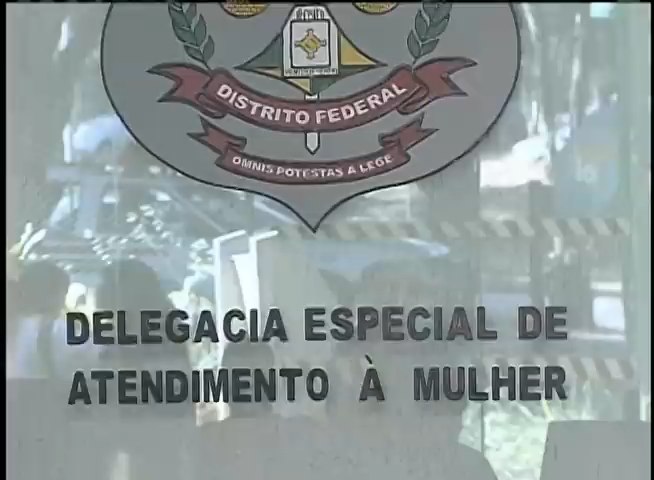 DISTRITO FEDERAL
OMNIS POTESTAS A LEGE
DELEGACIA ESPECIAL DE
ATENDIMENTO À MULHER